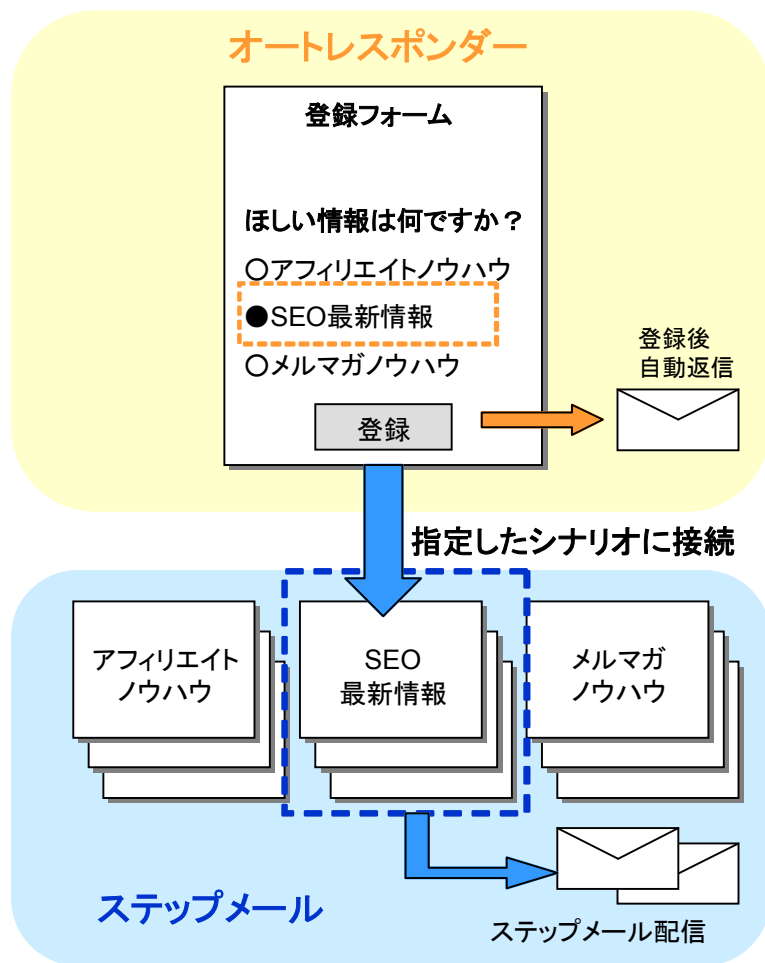 オートレスポンダー
登録フォーム
ほしい情報は何ですか？
○アフィリエイトノウハウ
●SEO最新情報
○メルマガノウハウ
登録
登録後
自動返信
指定したシナリオに接続
アフィリエイト
ノウハウ
SEO
最新情報
メルマガ
ノウハウ
ステップメール
ステップメール配信